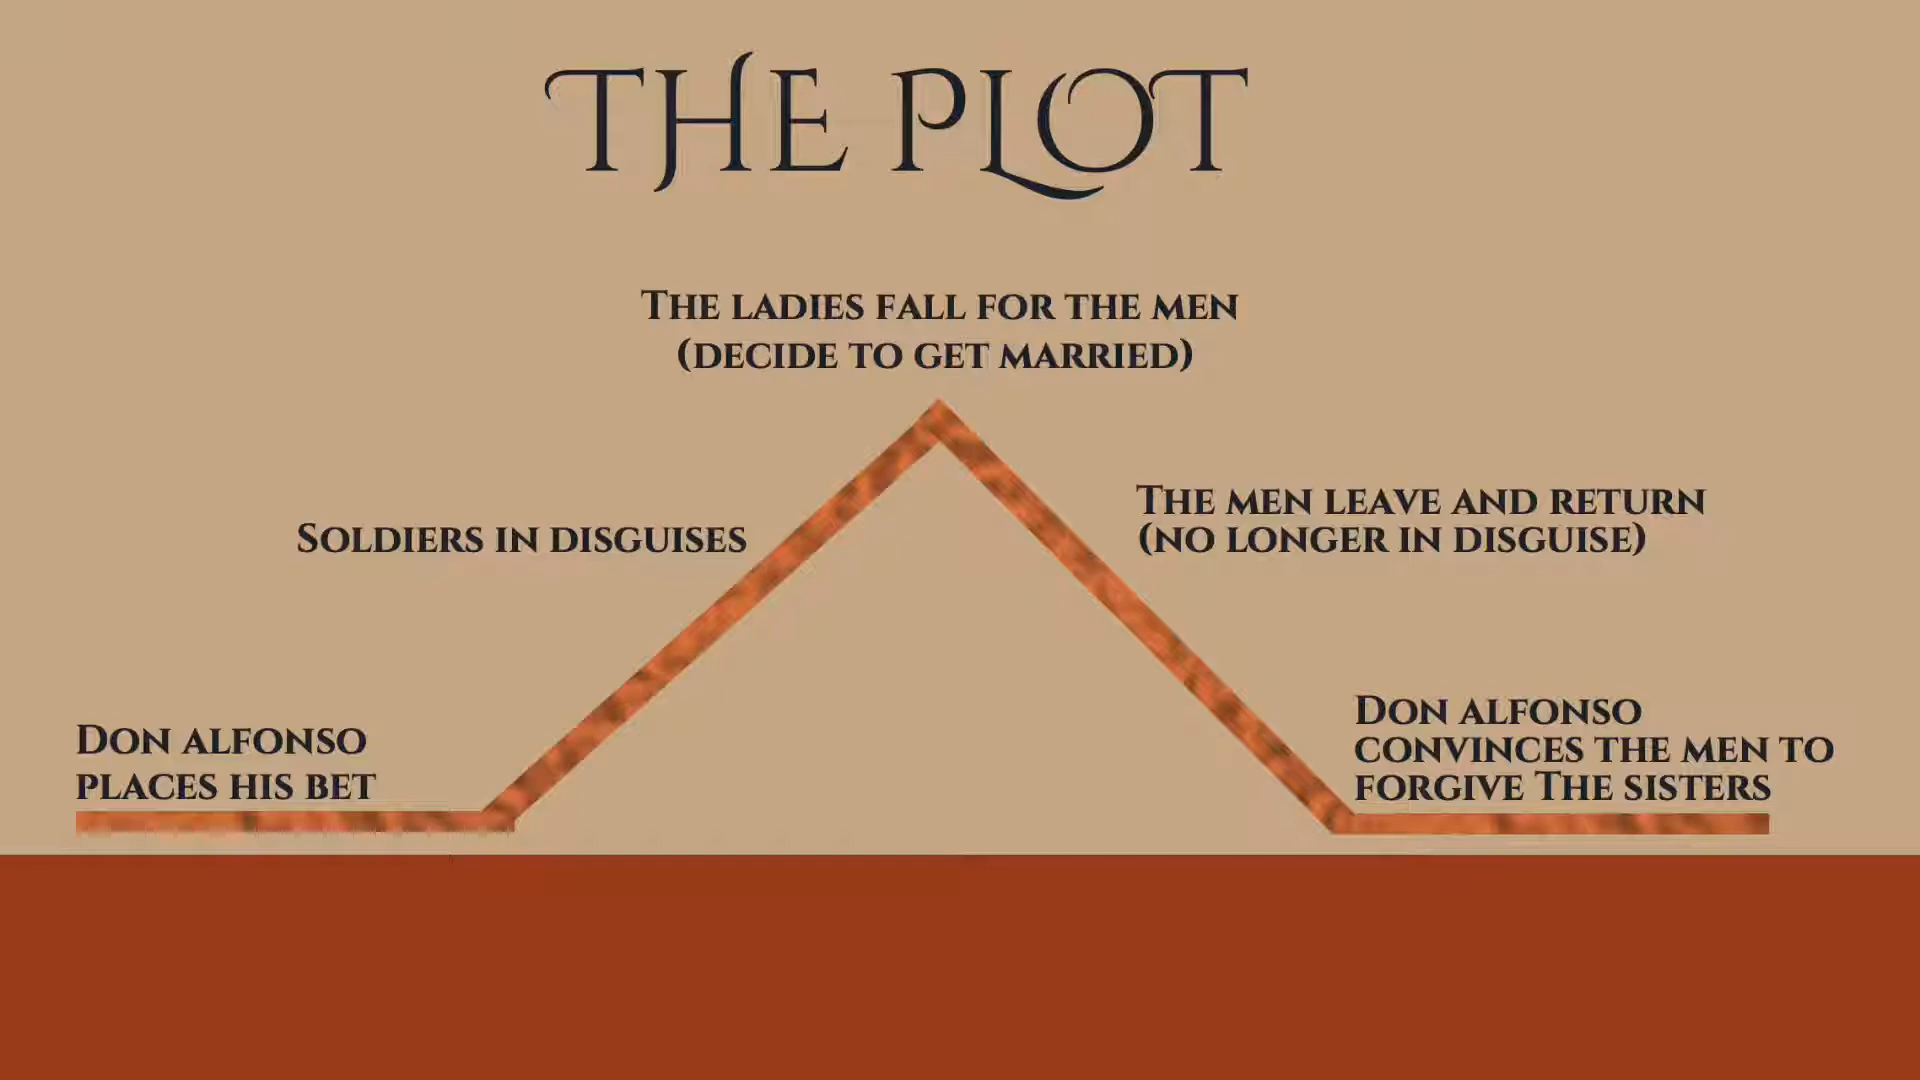 THE PLOT
THE LADIES FALL FOR THE MEN
(DECIDE TO GET MARRIED)
THE MEN LEAVE AND RETURN
(NO LONGER IN DISGUISE)
SOLDIERS IN DISGUISES
DON ALFONSO
PLACES HIS BET
DON ALFONSO
CONVINCES THE MEN TO
FORGIVE THE SISTERS